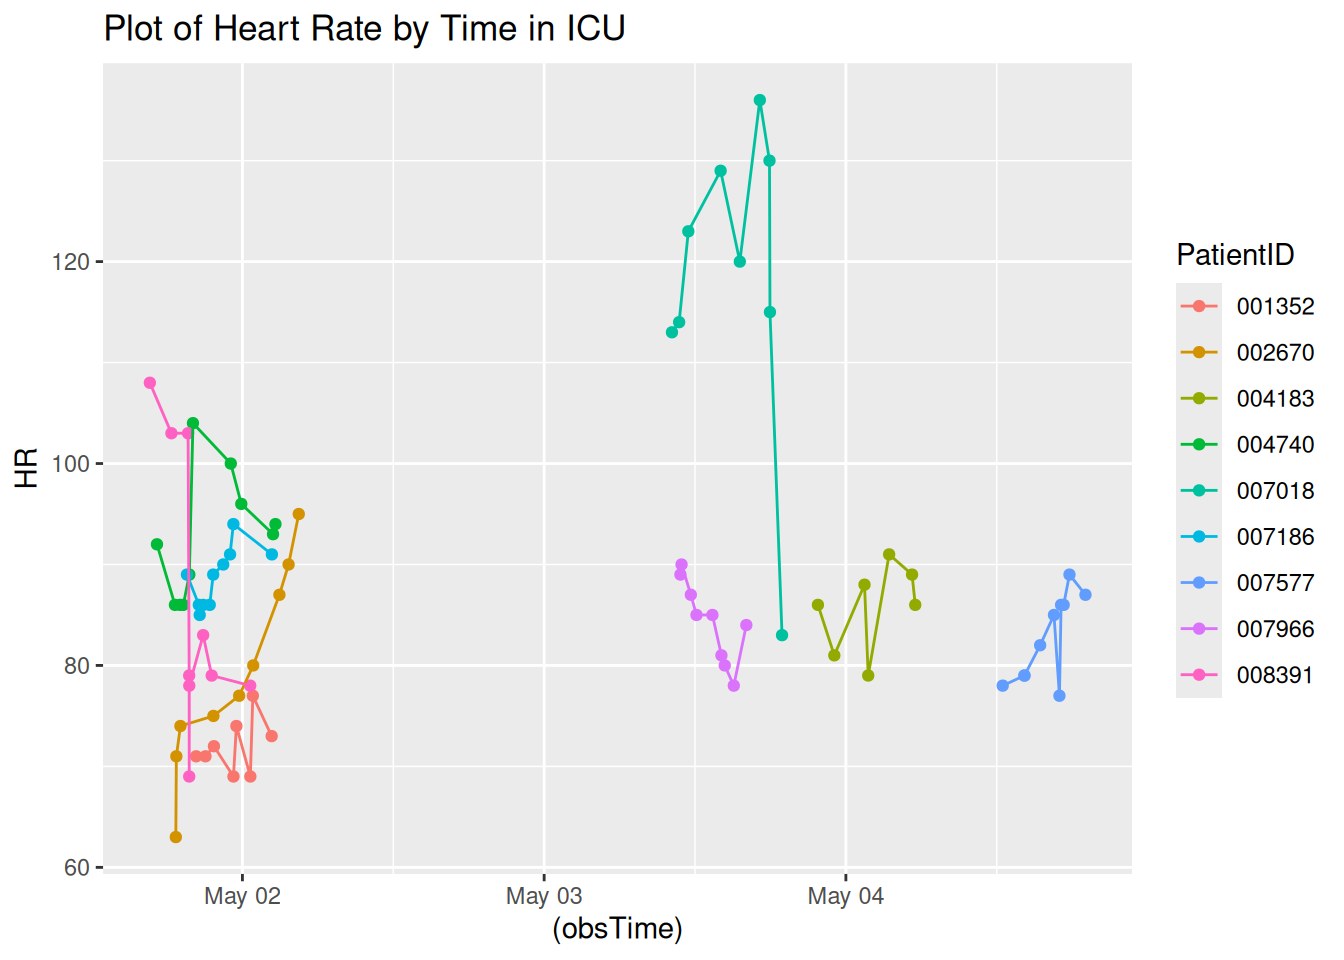 Plot of Heart Rate by Time in ICU
HR
120
100
80
60
May 02
May 03
May 04
(obsTime)
PatientID
001352
002670
004183
004740
007018
007186
007577
007966
008391